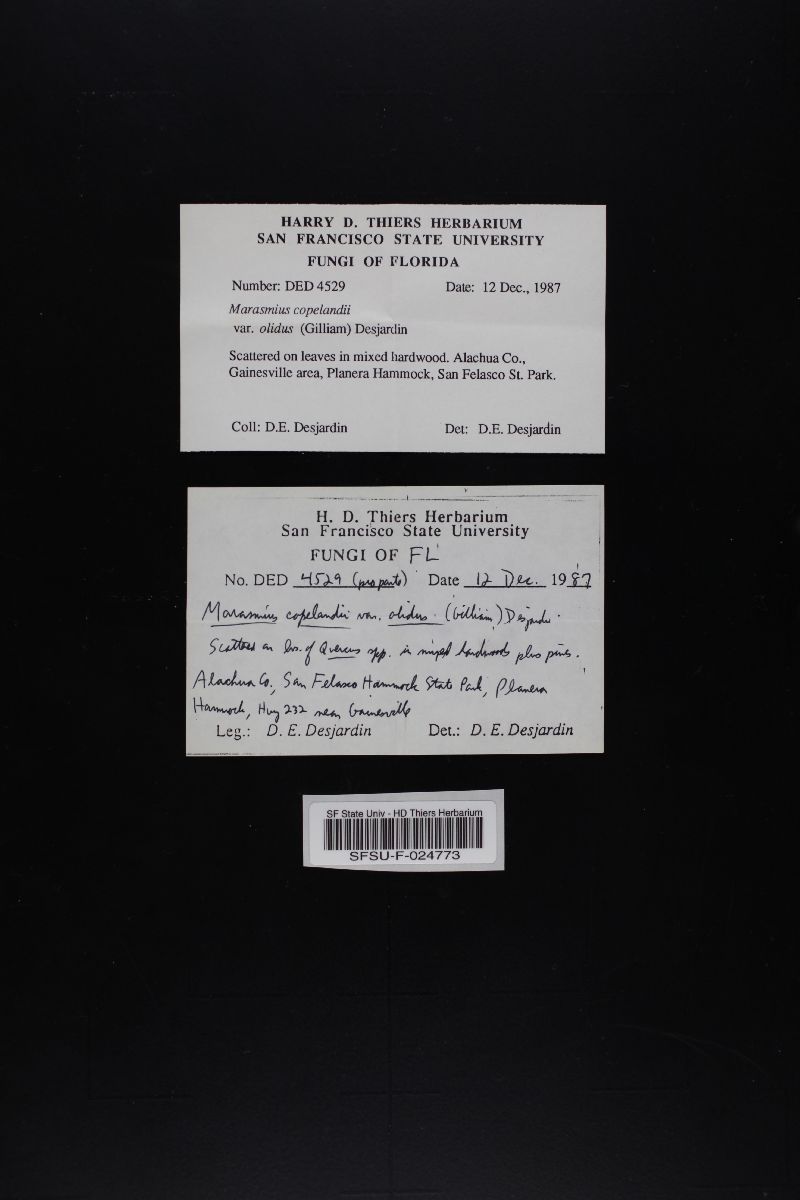 HARRY D. THIERS HERBARIUM
SAN FRANCISCO STATE UNIVERSITY
FUNGI OF FLORIDA
Number: DED 4529 Date: 12 Dec., 1987
Marasmius copelandii
var. olidus (Gilliam) Desjardin
Scattered on leaves in mixed hardwood. Alachua Co.,
Gainesville area, Planera Hammock, San Felasco St. Park.
Coll: D.E. Desjardin Det: D.E. Desjardin
H. D. Thiers Herbarium
San Francisco State University
FUNGI OF FL
No. DED 4529 (pro parte) Date 12 Dec. 1987
Marasmius copelandii var. olidus (Gilliam) Desjardin.
Scattered on lvs. of Quercus spp. in mixed hardwoods plus pines.
Alachua Co., San Felasco Hammock State Park, Planera
Hammock, Hwy 232 near Gainesville
Leg.: D. E. Desjardin Det.: D. E. Desjardin
SF State Univ - HD Thiers Herbarium
SFSU-F-024773